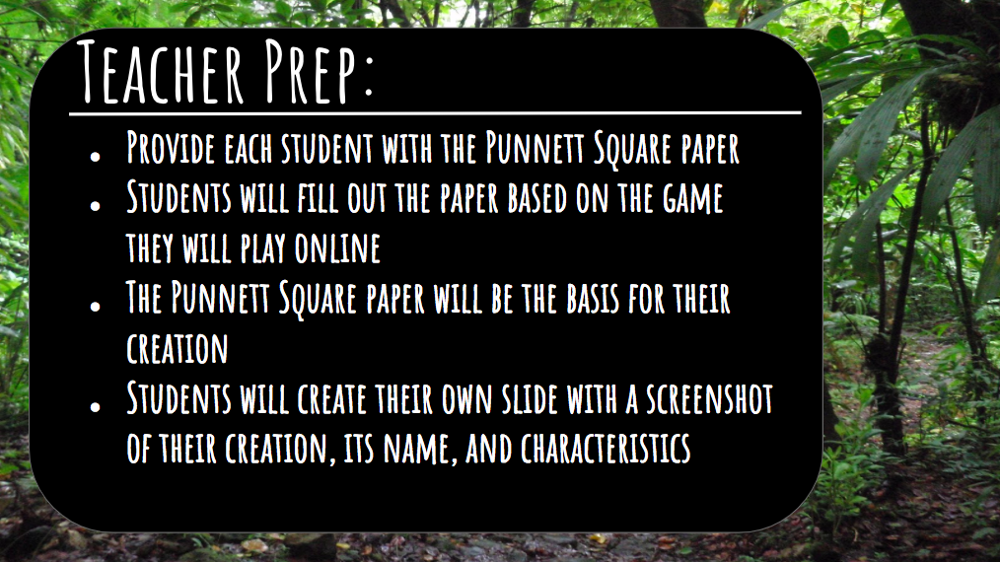 Teacher Prep:
• Provide each student with the Punnett Square paper
• Students will fill out the paper based on the game
they will play online
• The Punnett Square paper will be the basis for their
creation
• Students will create their own slide with a screenshot
of their creation, its name, and characteristics